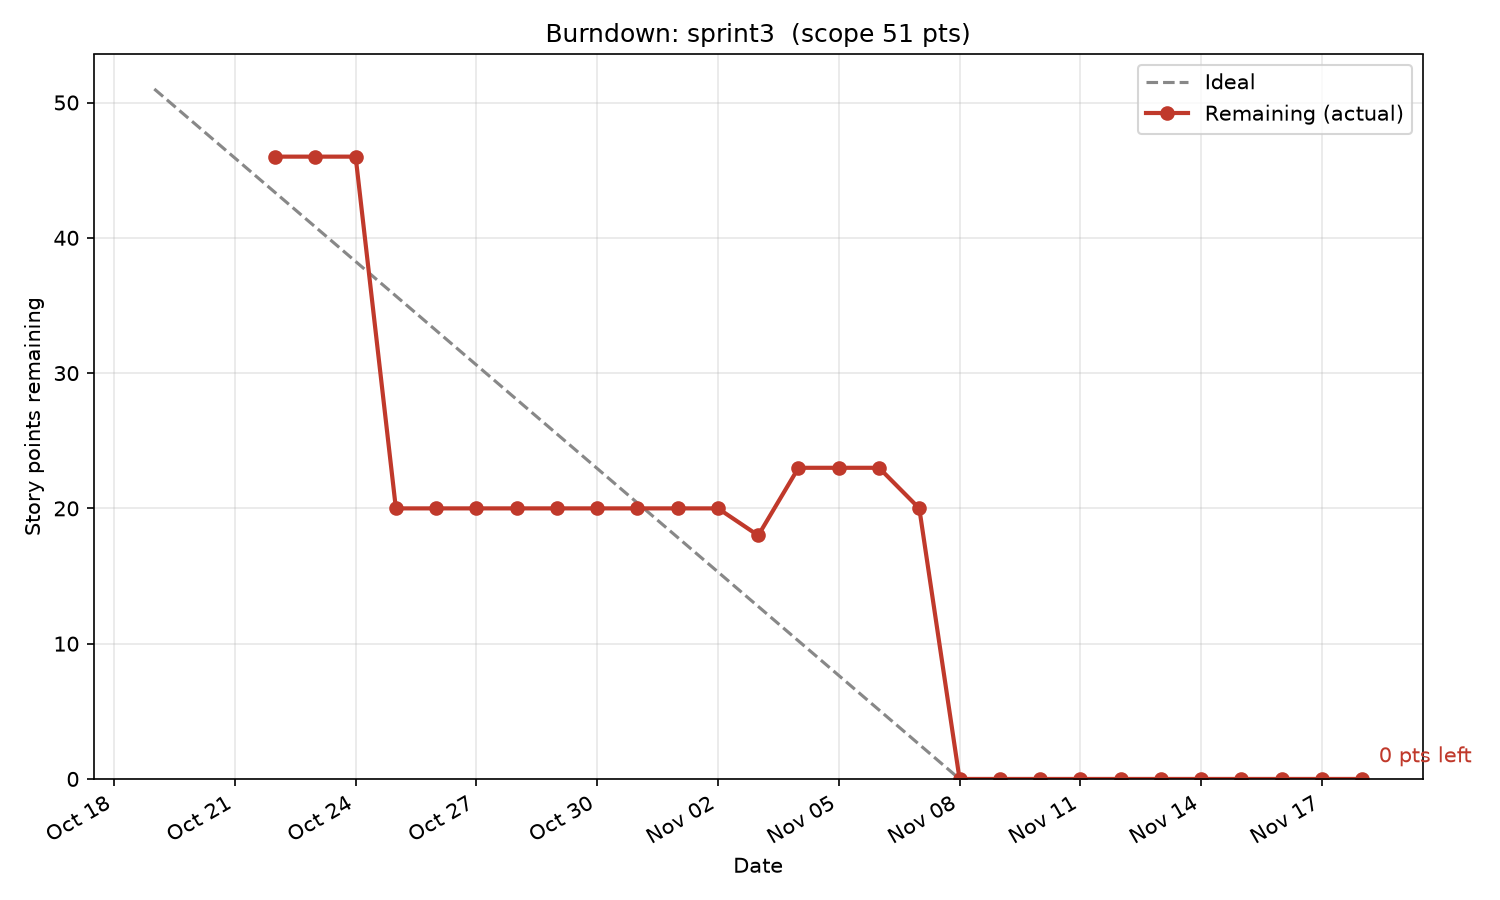 Burndown: sprint3  (scope 51 pts)
Ideal
Remaining (actual)
Story points remaining
50
40
30
20
10
0
0 pts left
Oct 18
Oct 21
Oct 24
Oct 27
Oct 30
Nov 02
Nov 05
Nov 08
Nov 11
Nov 14
Nov 17
Date